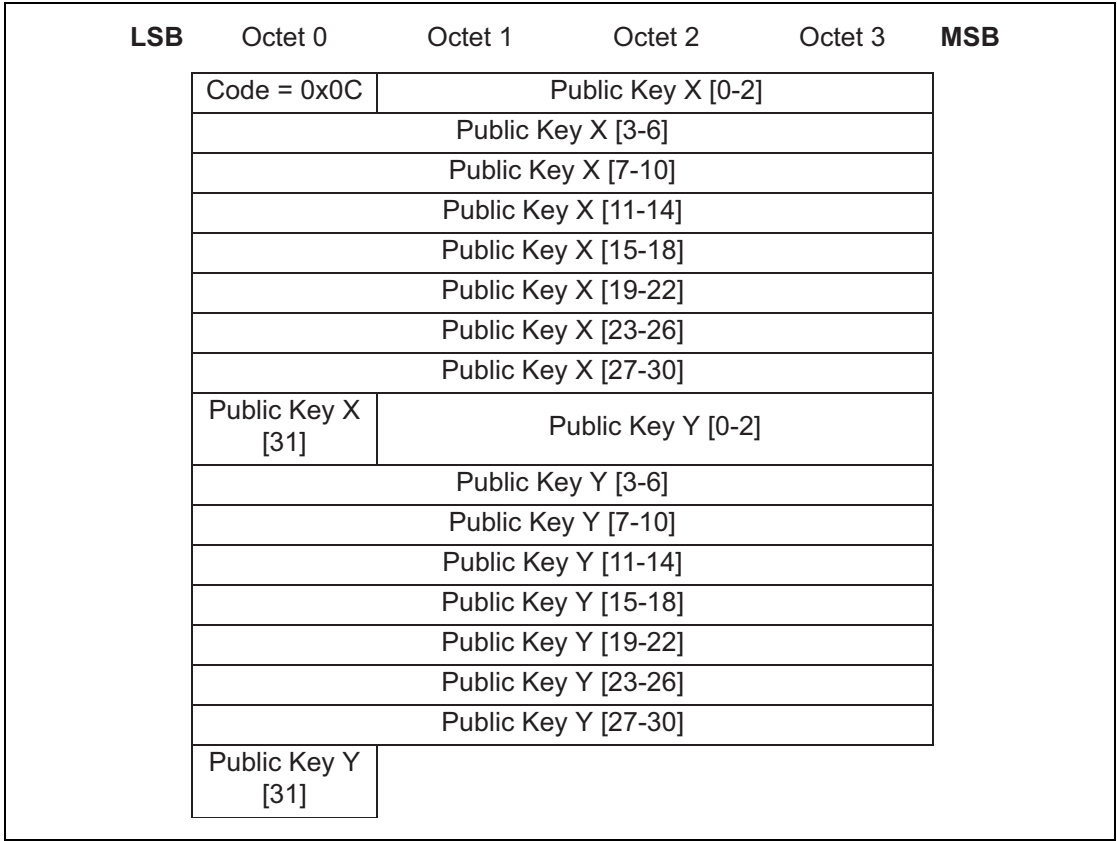 LSB Octet 0 Octet 1 Octet 2 Octet 3 MSB
Code = 0x0C Public Key X [0-2]
Public Key X [3-6]
Public Key X [7-10]
Public Key X [11-14]
Public Key X [15-18]
Public Key X [19-22]
Public Key X [23-26]
Public Key X [27-30]
Public Key X
[31]
Public Key Y [0-2]
Public Key Y [3-6]
Public Key Y [7-10]
Public Key Y [11-14]
Public Key Y [15-18]
Public Key Y [19-22]
Public Key Y [23-26]
Public Key Y [27-30]
Public Key Y
[31]